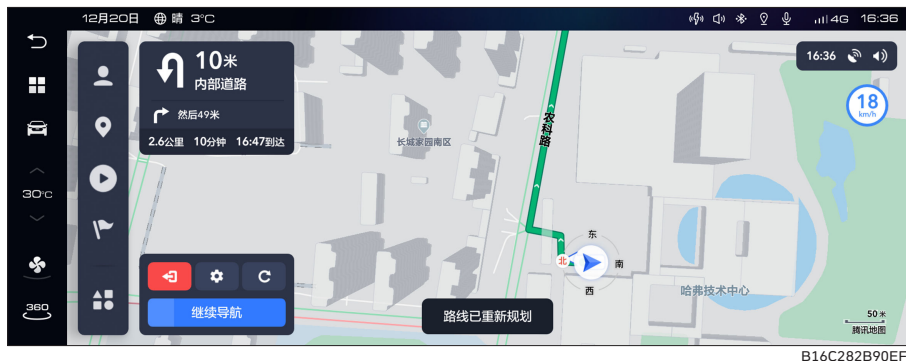 12月20日 晴 3°C
4G 16:36
10米
内部道路
然后49米
2.6公里 10分钟 16:47到达
16:36
18
km/h
农科路
长城家园南区
30°C
东
北
南
西
哈弗技术中心
360
继续导航
路线已重新规划
50米
腾讯地图
B16C282B90EF